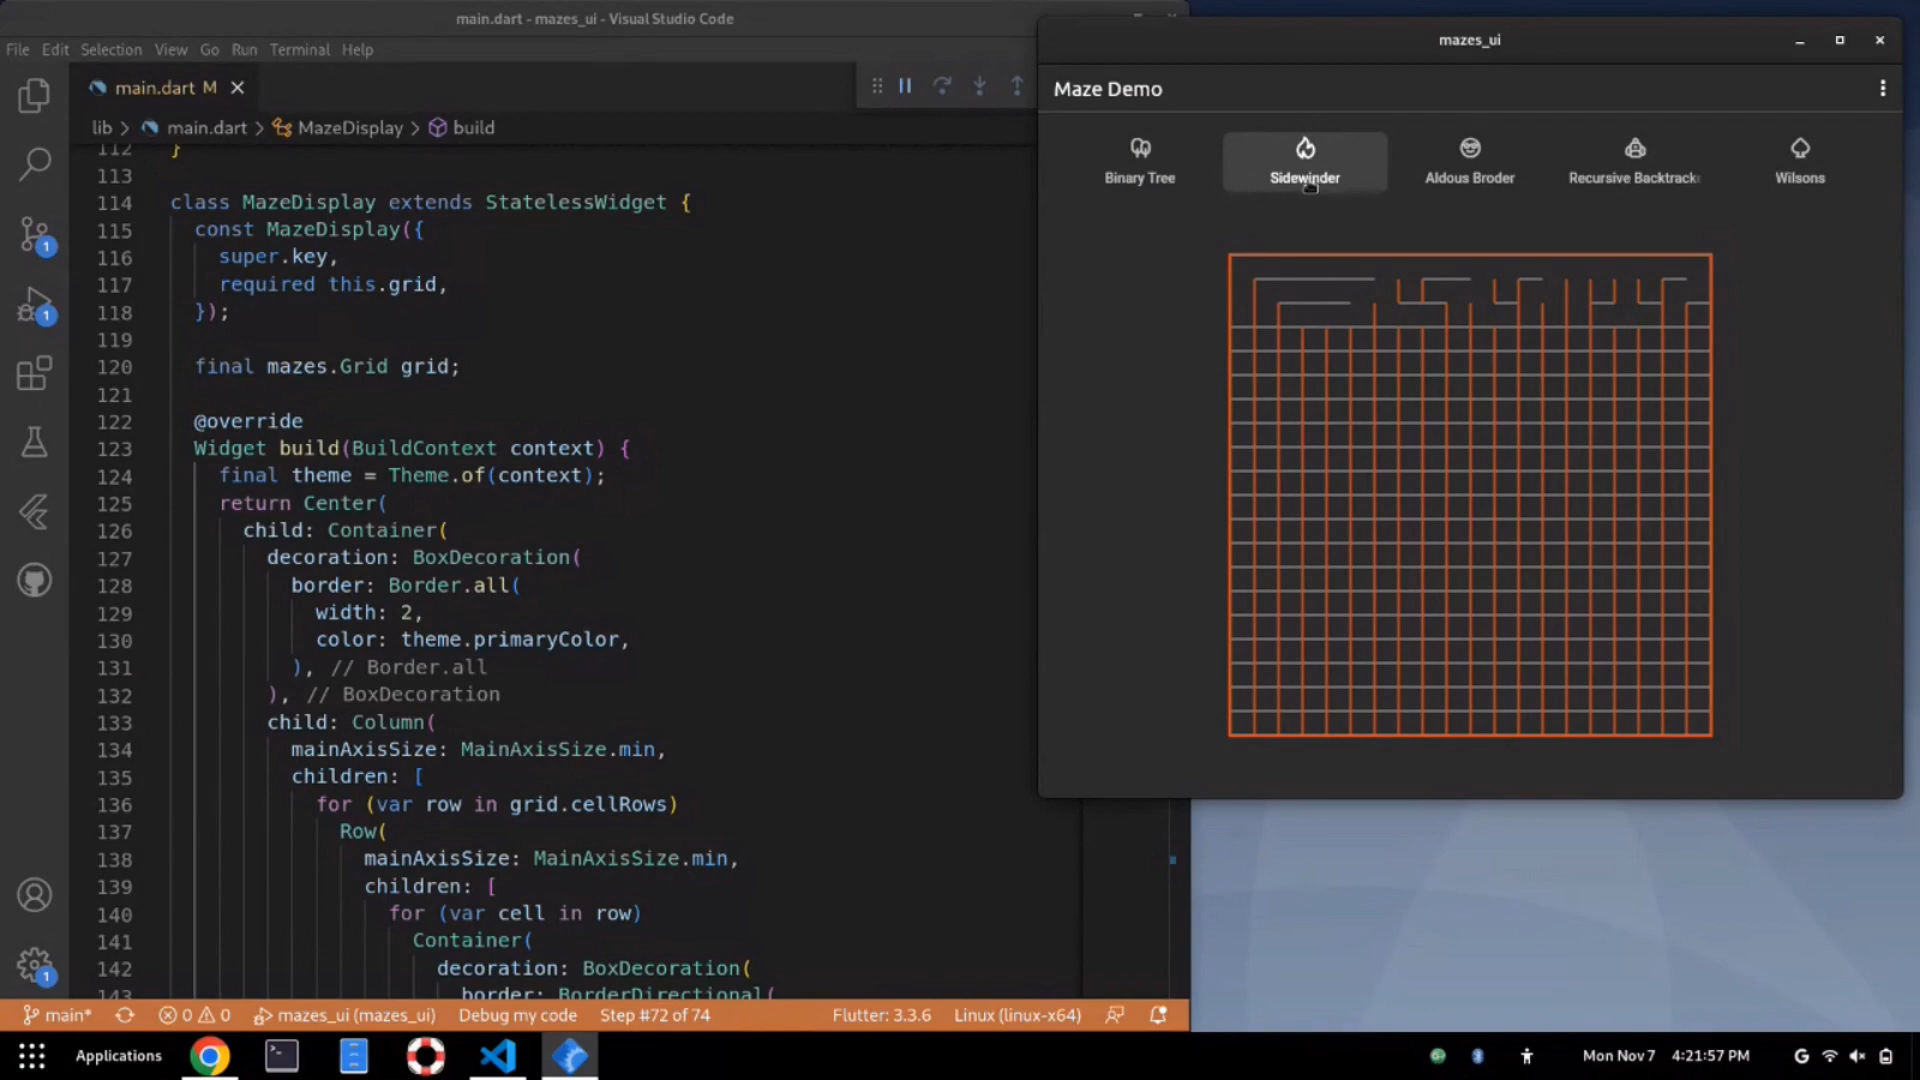 main.dart - mazes_ui - Visual Studio Code
File Edit Selection View Go Run Terminal Help
main.dart M
lib > main.dart > MazeDisplay > build
112 }
113
114 class MazeDisplay extends StatelessWidget {
115 const MazeDisplay({
116 super.key,
117 required this.grid,
118 });
119
120 final mazes.Grid grid;
121
122 @override
123 Widget build(BuildContext context) {
124 final theme = Theme.of(context);
125 return Center(
126 child: Container(
127 decoration: BoxDecoration(
128 border: Border.all(
129 width: 2,
130 color: theme.primaryColor,
131 ), // Border.all
132 ), // BoxDecoration
133 child: Column(
134 mainAxisSize: MainAxisSize.min,
135 children: [
136 for (var row in grid.cellRows)
137 Row(
138 mainAxisSize: MainAxisSize.min,
139 children: [
140 for (var cell in row)
141 Container(
142 decoration: BoxDecoration(
143 border: BorderDirectional(
1
1
1
main* 0 0 mazes_ui (mazes_ui) Debug my code Step #72 of 74 Flutter: 3.3.6 Linux (linux-x64)
mazes_ui
Maze Demo
Binary Tree Sidewinder Aldous Broder Recursive Backtrack Wilsons
Applications Mon Nov 7 4:21:57 PM G